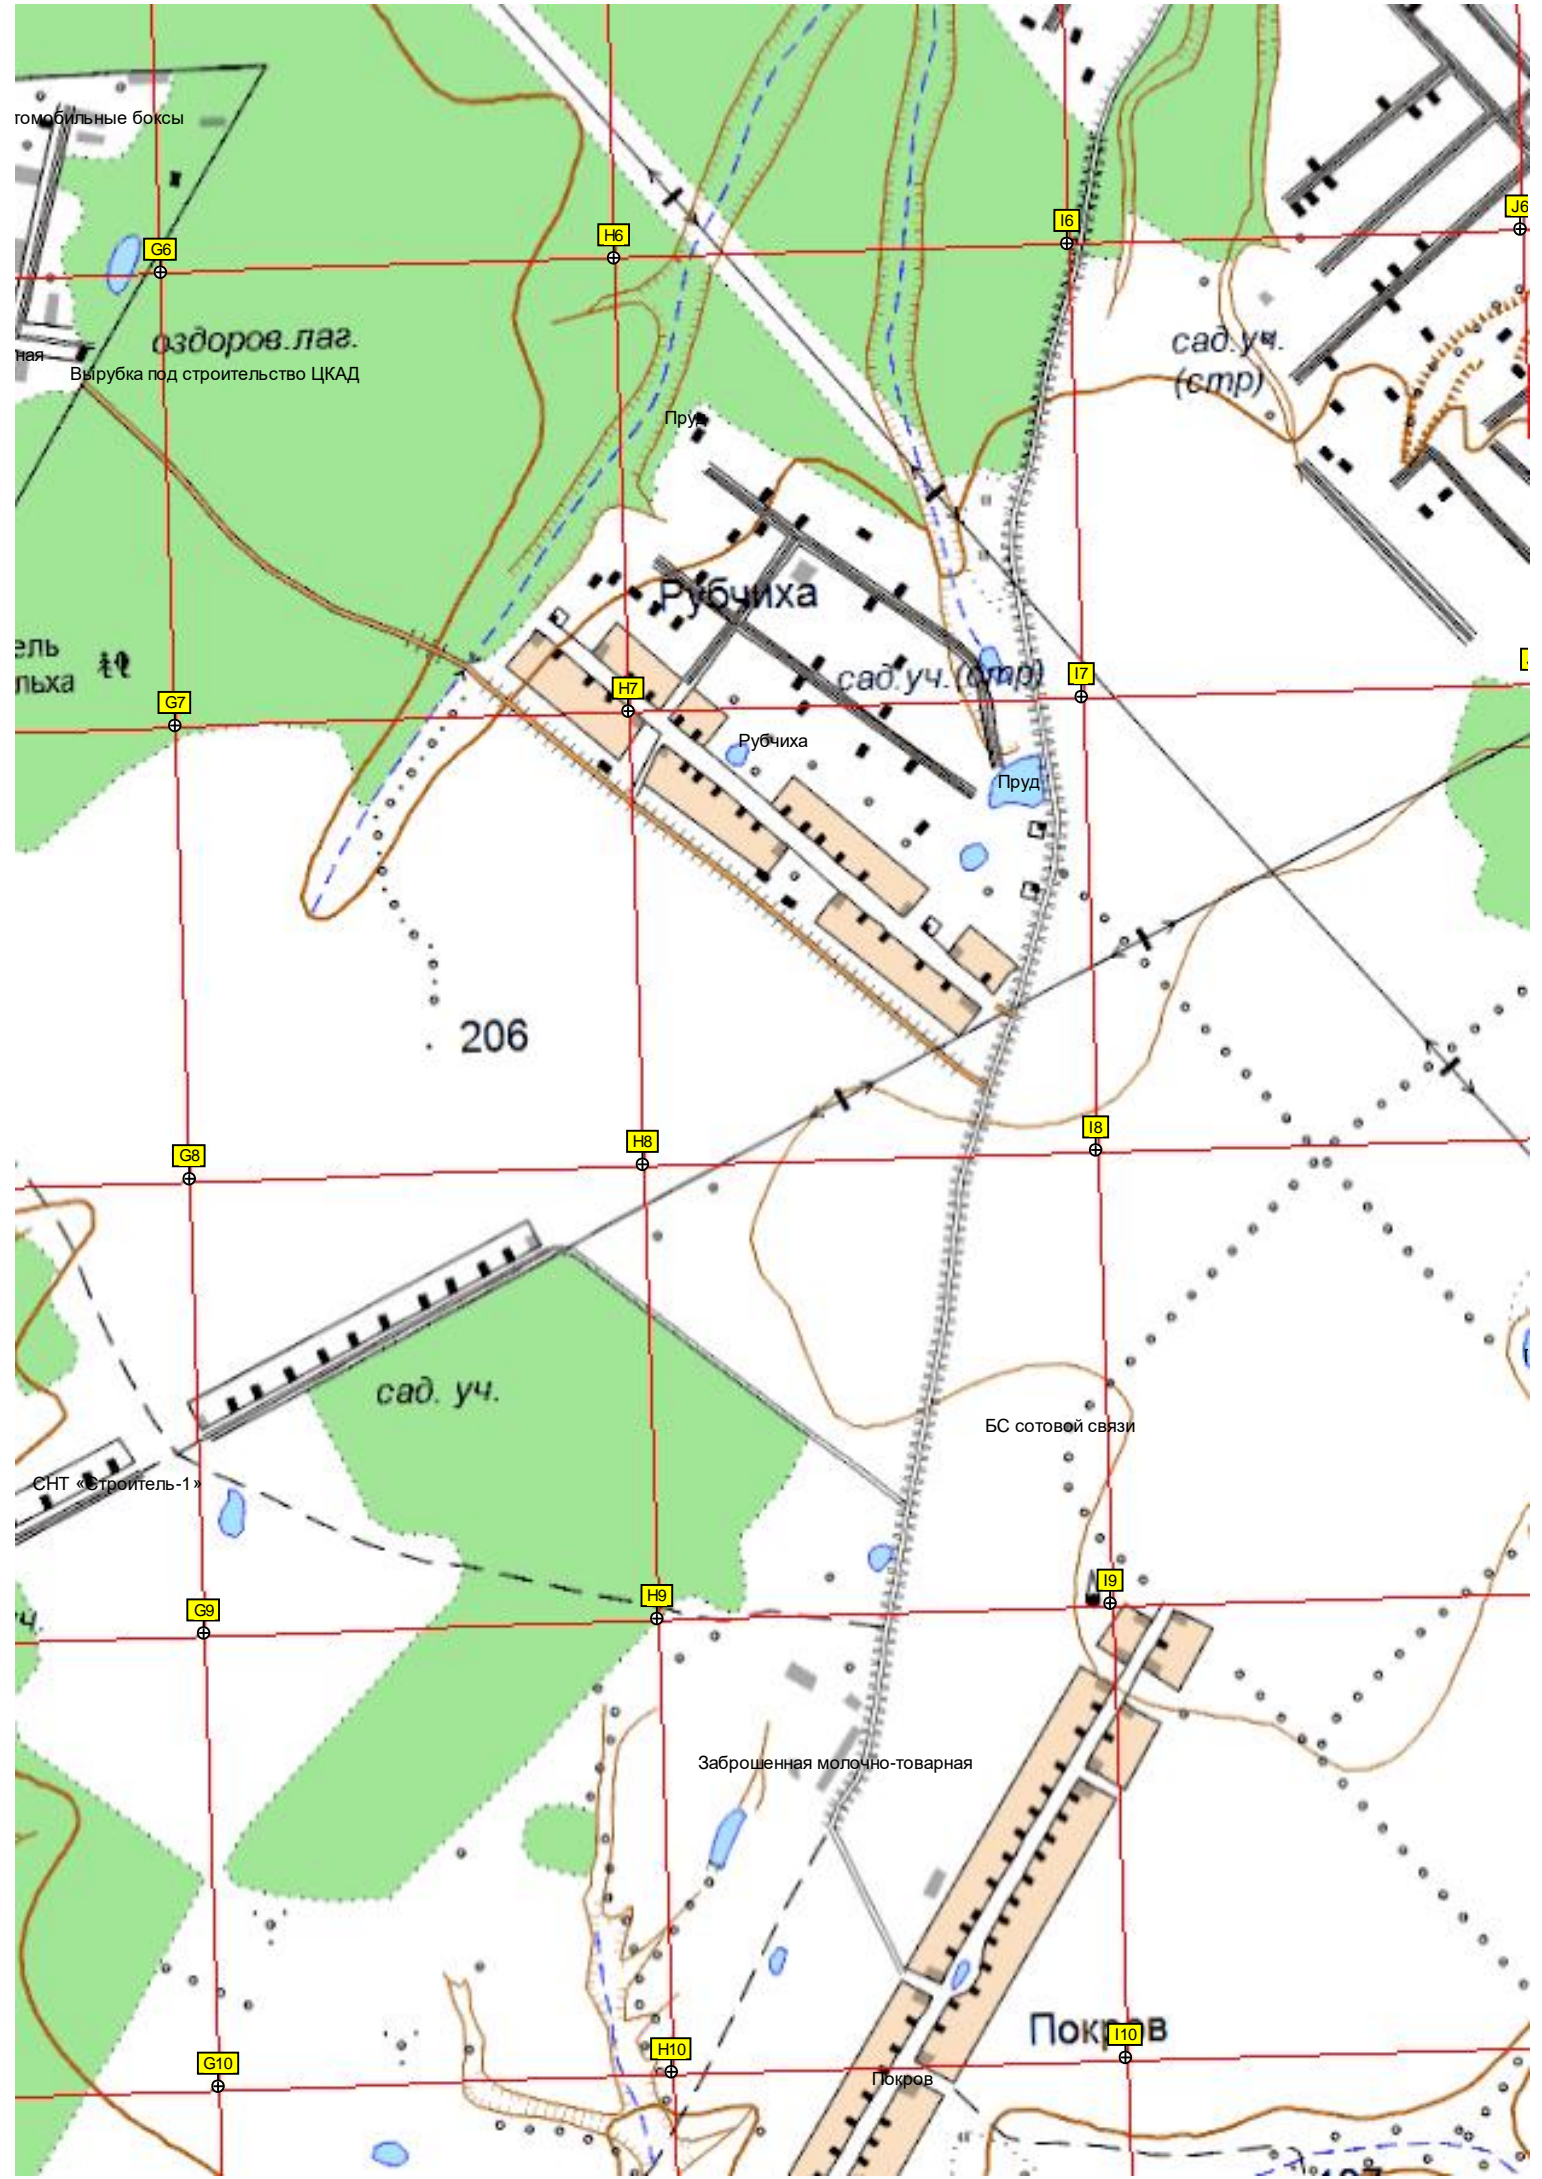 томобильные боксы
J6
I6
H6
G6
оздоров.лаг.
сад.уч.
(стр)
ная
Вырубка под строительство ЦКАД
Пруд
Рубчиха
ель
льха
сад.уч.(стр)
I7
H7
G7
Рубчиха
Пруд
206
I8
H8
G8
сад. уч.
БС сотовой связи
СНТ «Строитель-1»
I9
H9
G9
ч.
Заброшенная молочно-товарная
Покров
I10
H10
G10
Покров